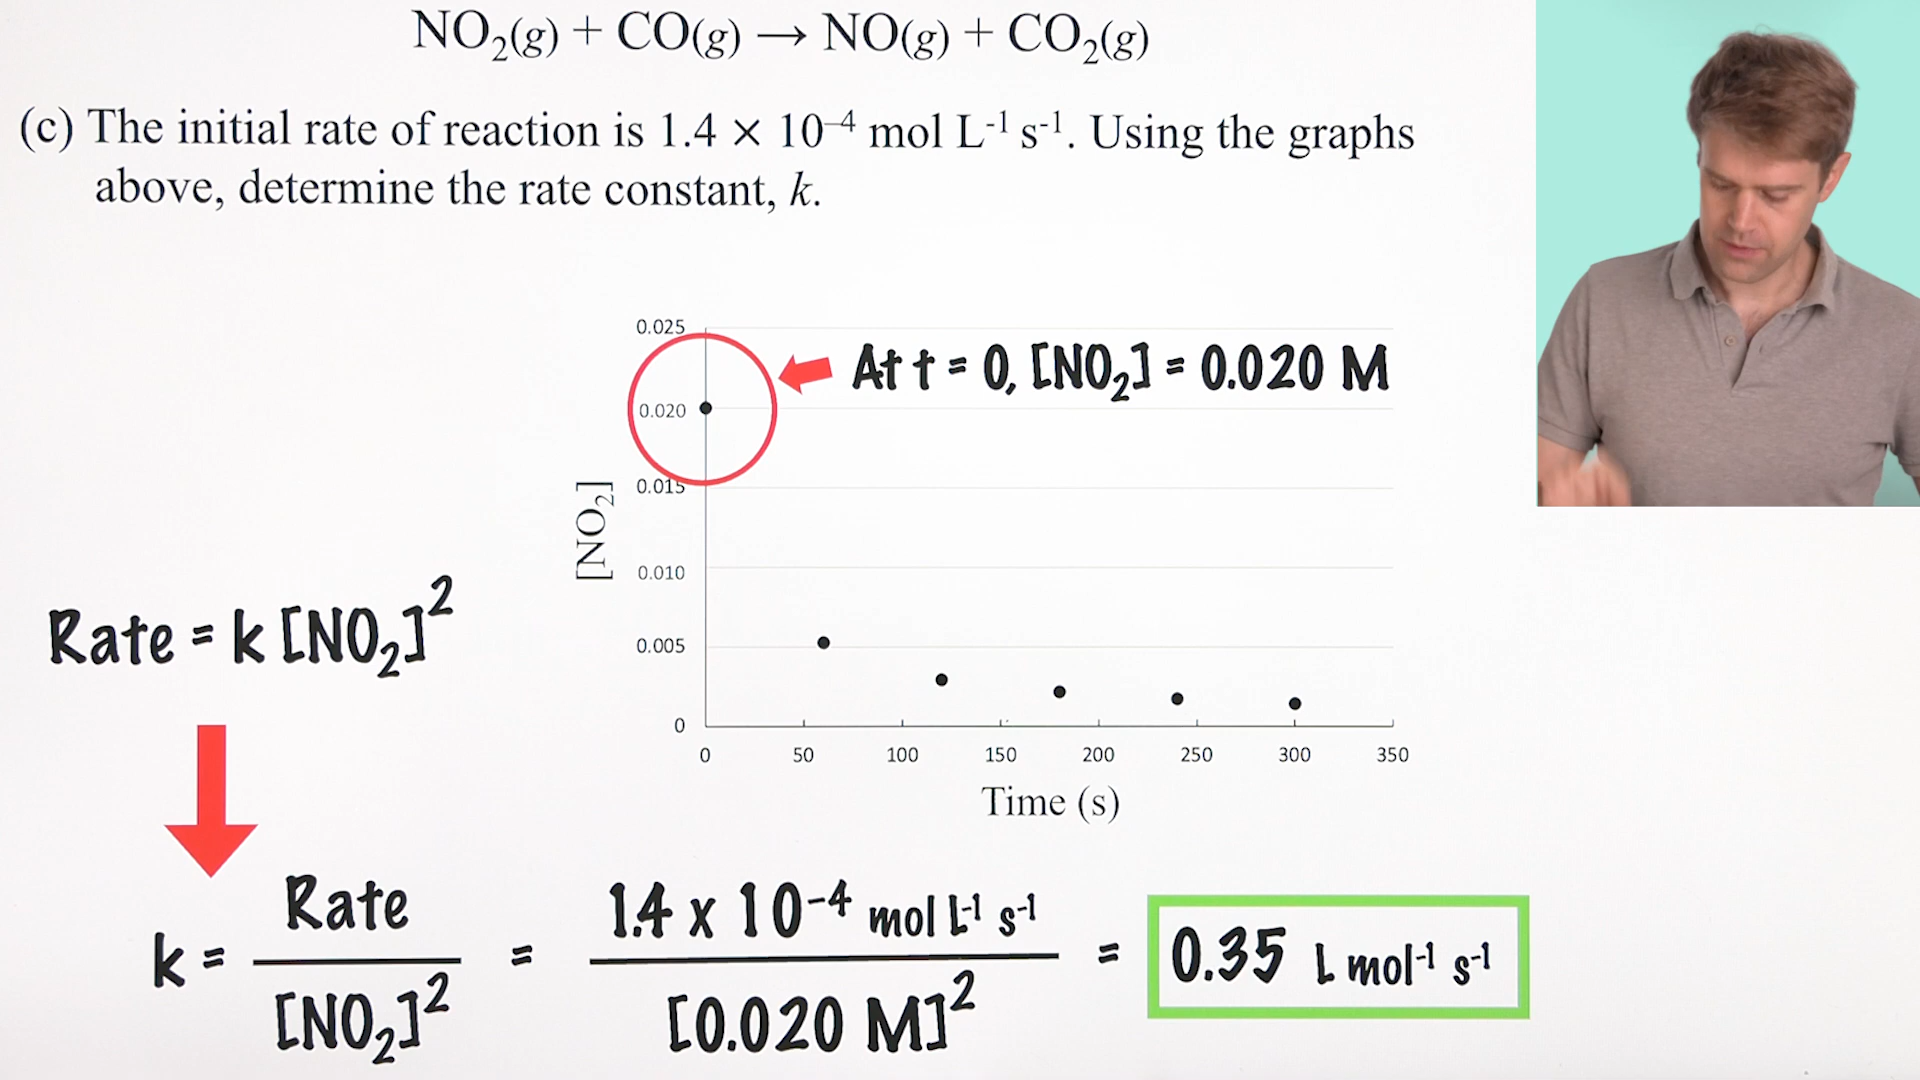 NO₂(g) + CO(g) → NO(g) + CO₂(g)
(c) The initial rate of reaction is 1.4 × 10⁻⁴ mol L⁻¹ s⁻¹. Using the graphs
above, determine the rate constant, k.
0.025
At t = 0, [NO₂] = 0.020 M
0.020
0.015
[NO₂]
0.010
0.005
0
0 50 100 150 200 250 300 350
Time (s)
Rate = k [NO₂]²
k = Rate / [NO₂]² = 1.4 x 10⁻⁴ mol L⁻¹ s⁻¹ / [0.020 M]² = 0.35 L mol⁻¹ s⁻¹